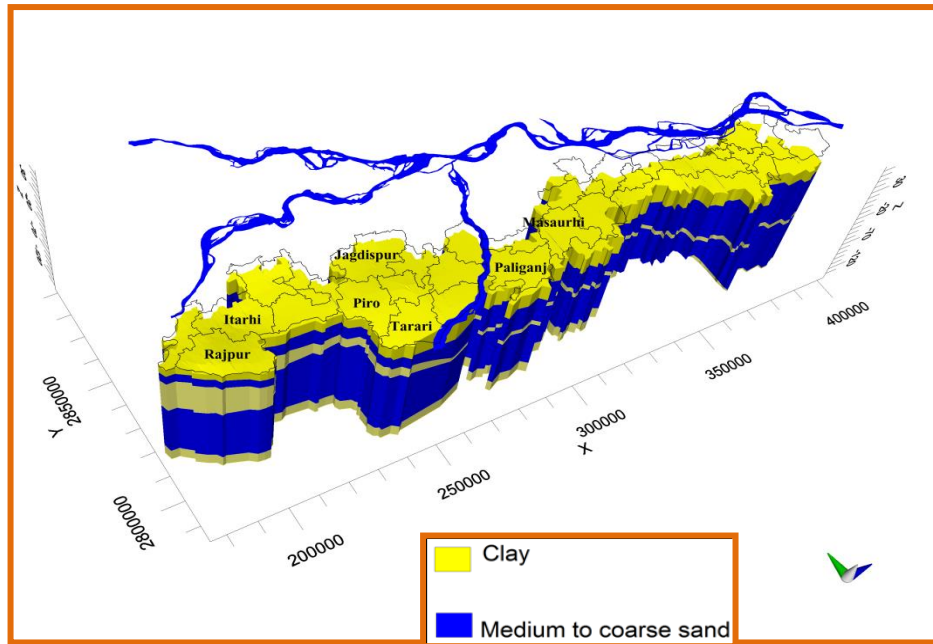 Masaurhi
Jagdispur
Paliganj
Piro
Itarhi
Tarari
Rajpur
Z
Y
X
2850000
2800000
200000
250000
300000
350000
400000
Clay
Medium to coarse sand